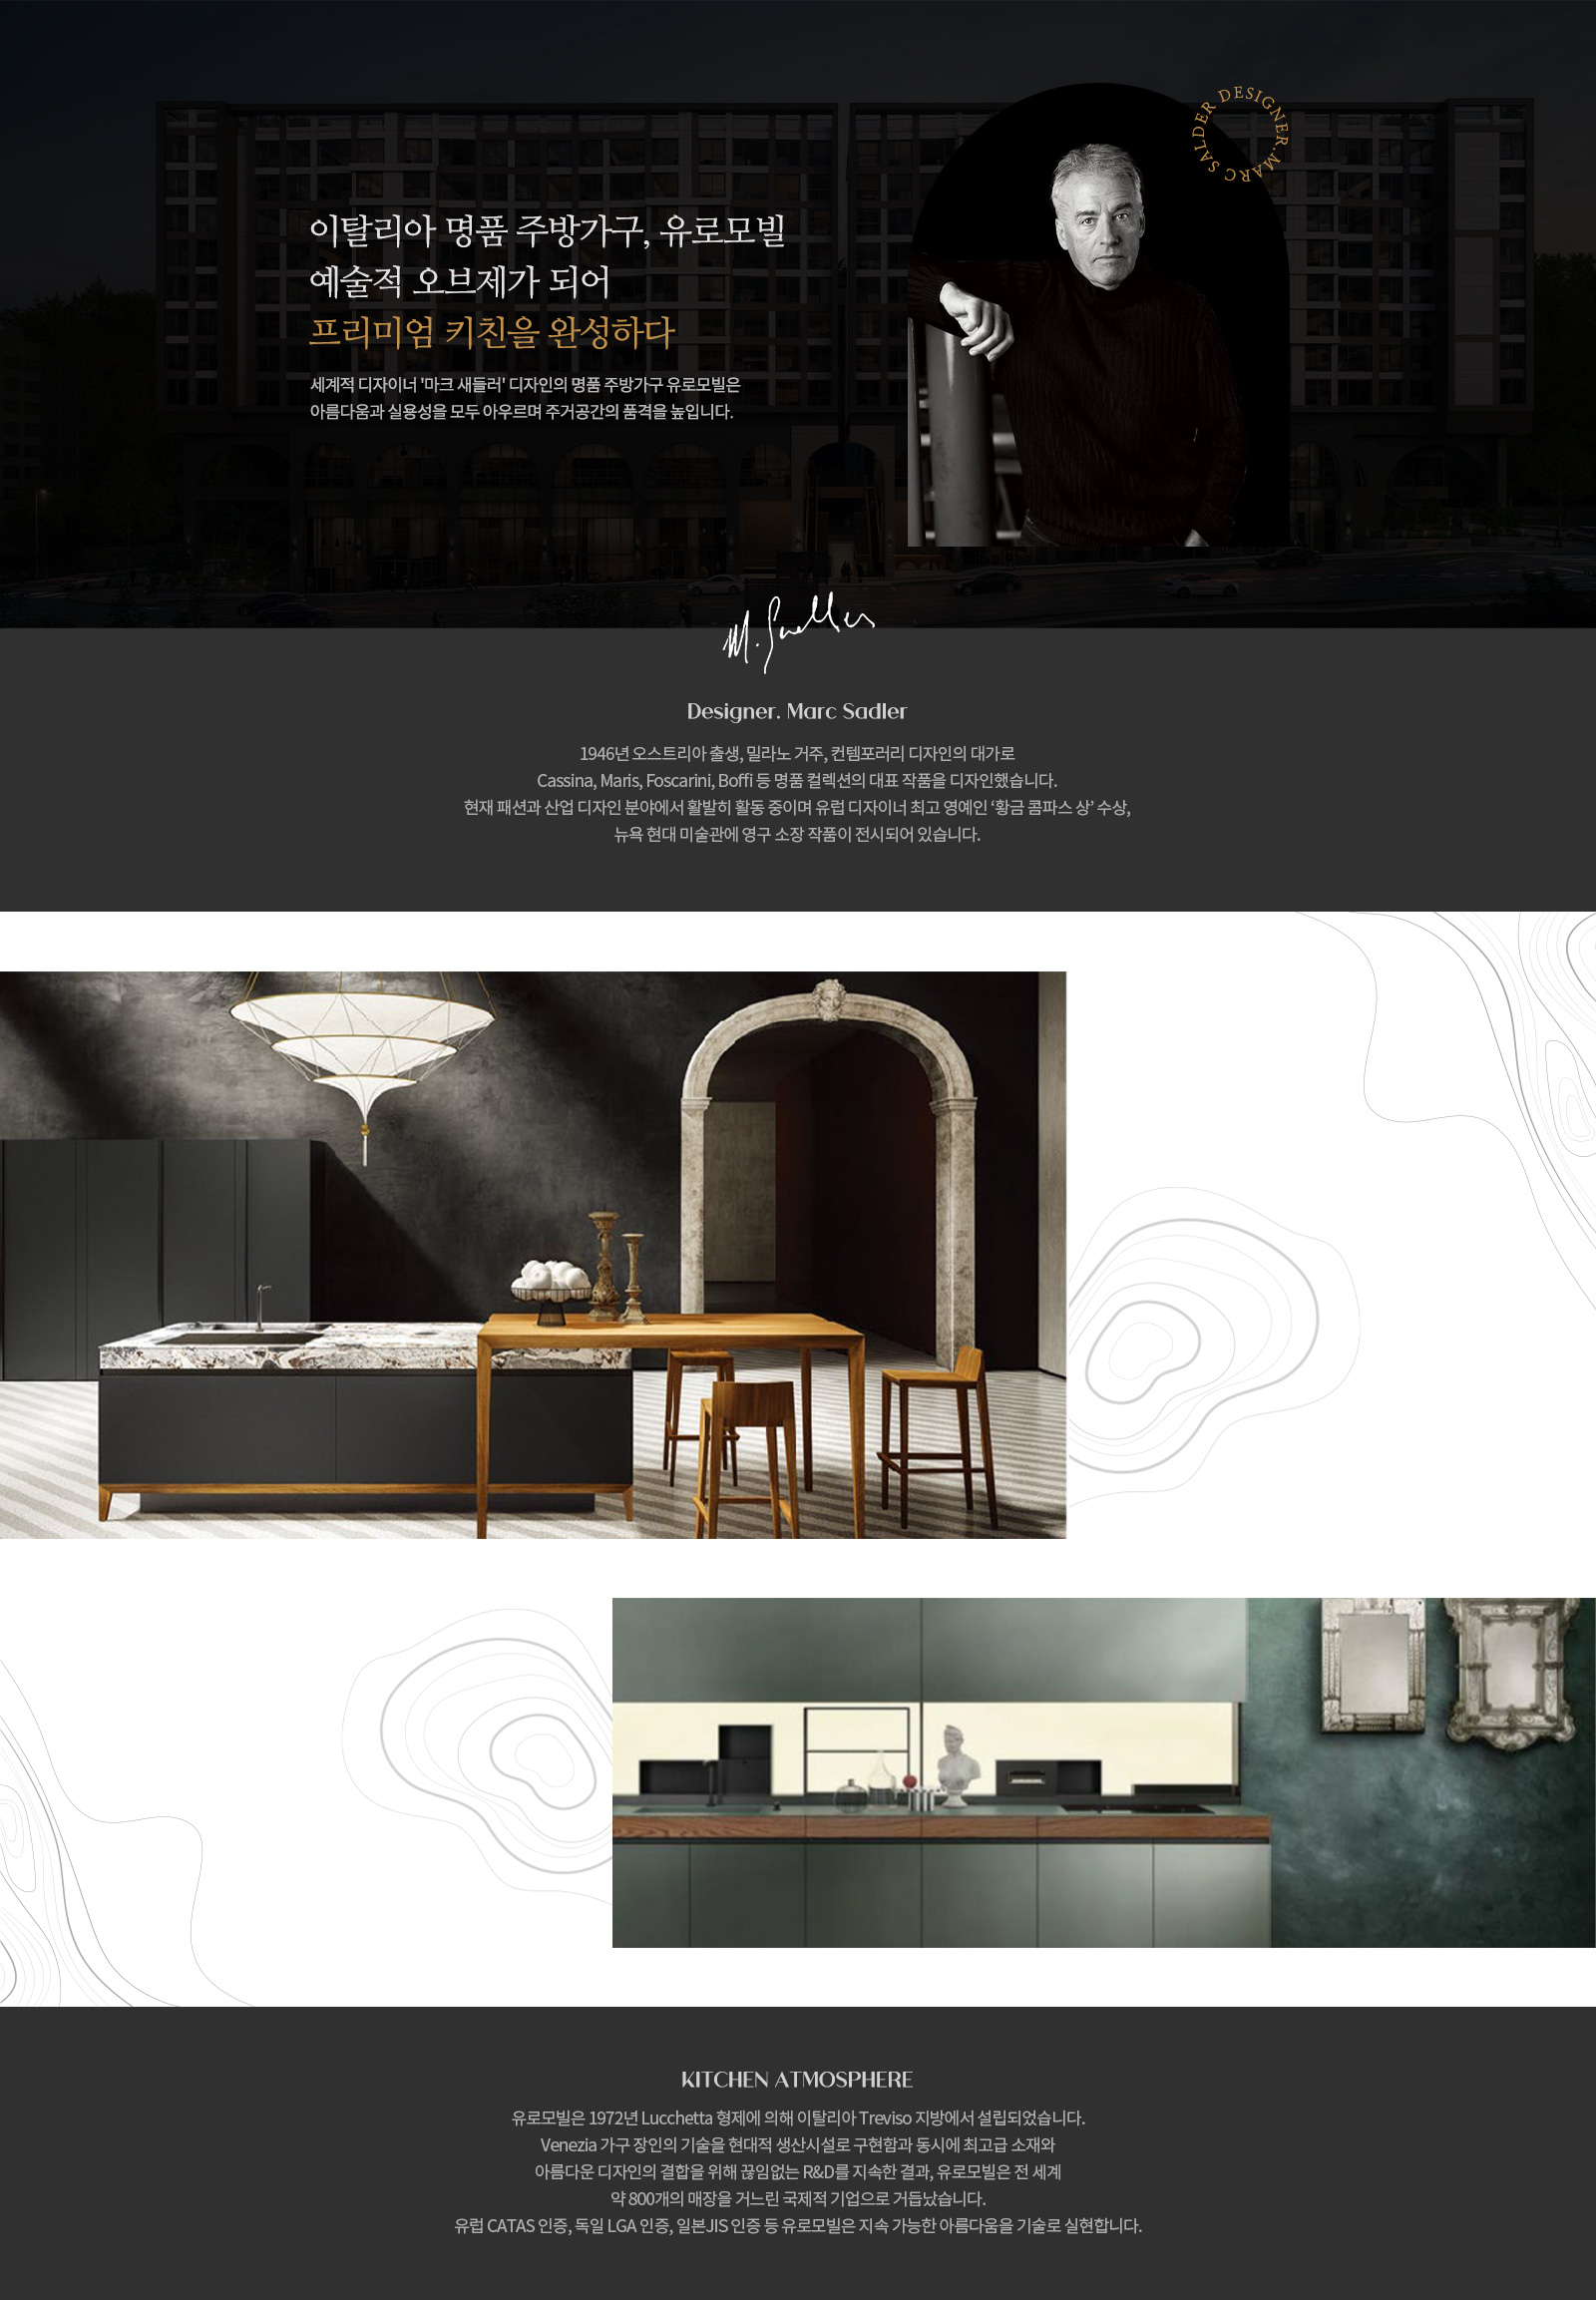 이탈리아 명품 주방가구, 유로모빌
예술적 오브제가 되어
프리미엄 키친을 완성하다
세계적 디자이너 '마크 새들러' 디자인의 명품 주방가구 유로모빌은
아름다움과 실용성을 모두 아우르며 주거공간의 품격을 높입니다.
DESIGNER. MARC SALDER
M. Sadler
Designer. Marc Sadler
1946년 오스트리아 출생, 밀라노 거주, 컨템포러리 디자인의 대가로
Cassina, Maris, Foscarini, Boffi 등 명품 컬렉션의 대표 작품을 디자인했습니다.
현재 패션과 산업 디자인 분야에서 활발히 활동 중이며 유럽 디자이너 최고 영예인 ‘황금 콤파스 상’ 수상,
뉴욕 현대 미술관에 영구 소장 작품이 전시되어 있습니다.
KITCHEN ATMOSPHERE
유로모빌은 1972년 Lucchetta 형제에 의해 이탈리아 Treviso 지방에서 설립되었습니다.
Venezia 가구 장인의 기술을 현대적 생산시설로 구현함과 동시에 최고급 소재와
아름다운 디자인의 결합을 위해 끊임없는 R&D를 지속한 결과, 유로모빌은 전 세계
약 800개의 매장을 거느린 국제적 기업으로 거듭났습니다.
유럽 CATAS 인증, 독일 LGA 인증, 일본JIS 인증 등 유로모빌은 지속 가능한 아름다움을 기술로 실현합니다.